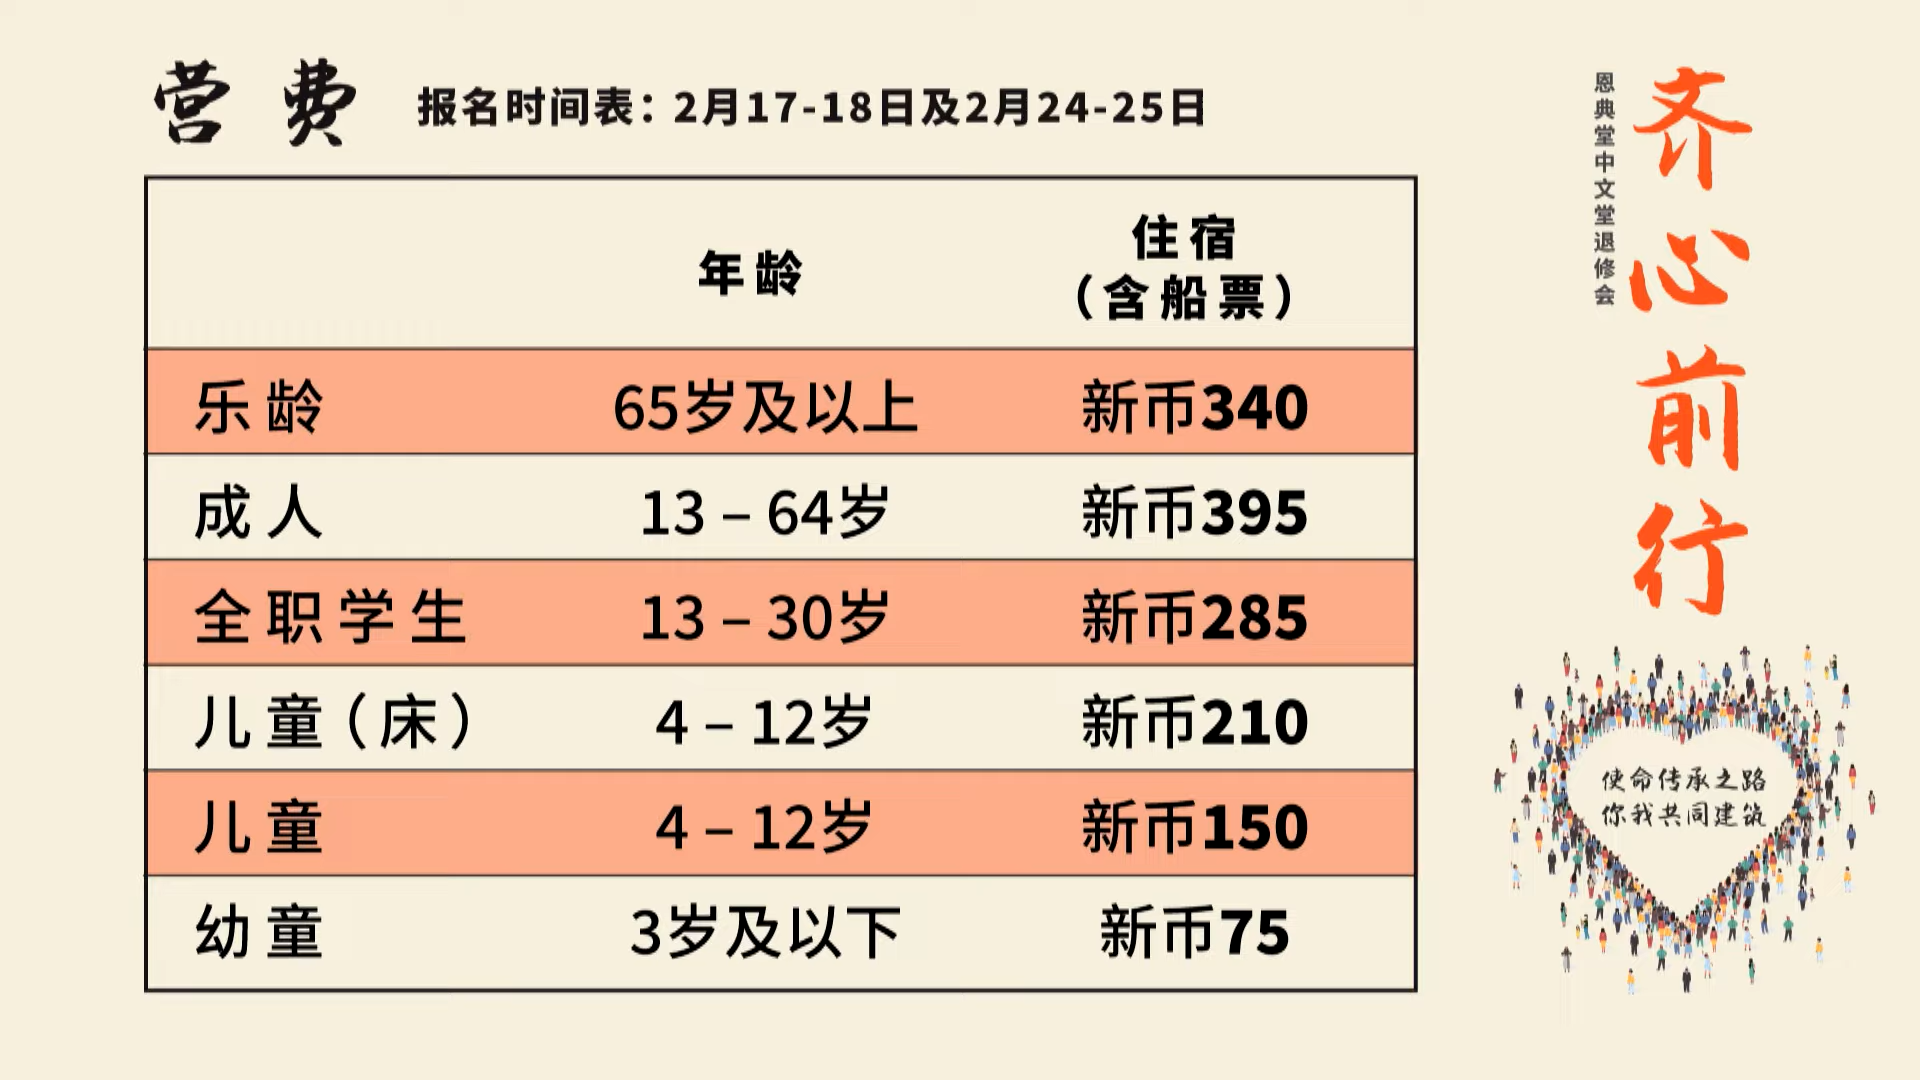 营费 报名时间表：2月17-18日及2月24-25日
年龄 住宿
（含船票）
乐龄 65岁及以上 新币340
成人 13 – 64岁 新币395
全职学生 13 – 30岁 新币285
儿童（床） 4 – 12岁 新币210
儿童 4 – 12岁 新币150
幼童 3岁及以下 新币75
齐心前行
恩典堂中文堂退修会
使命传承之路
你我共同建筑